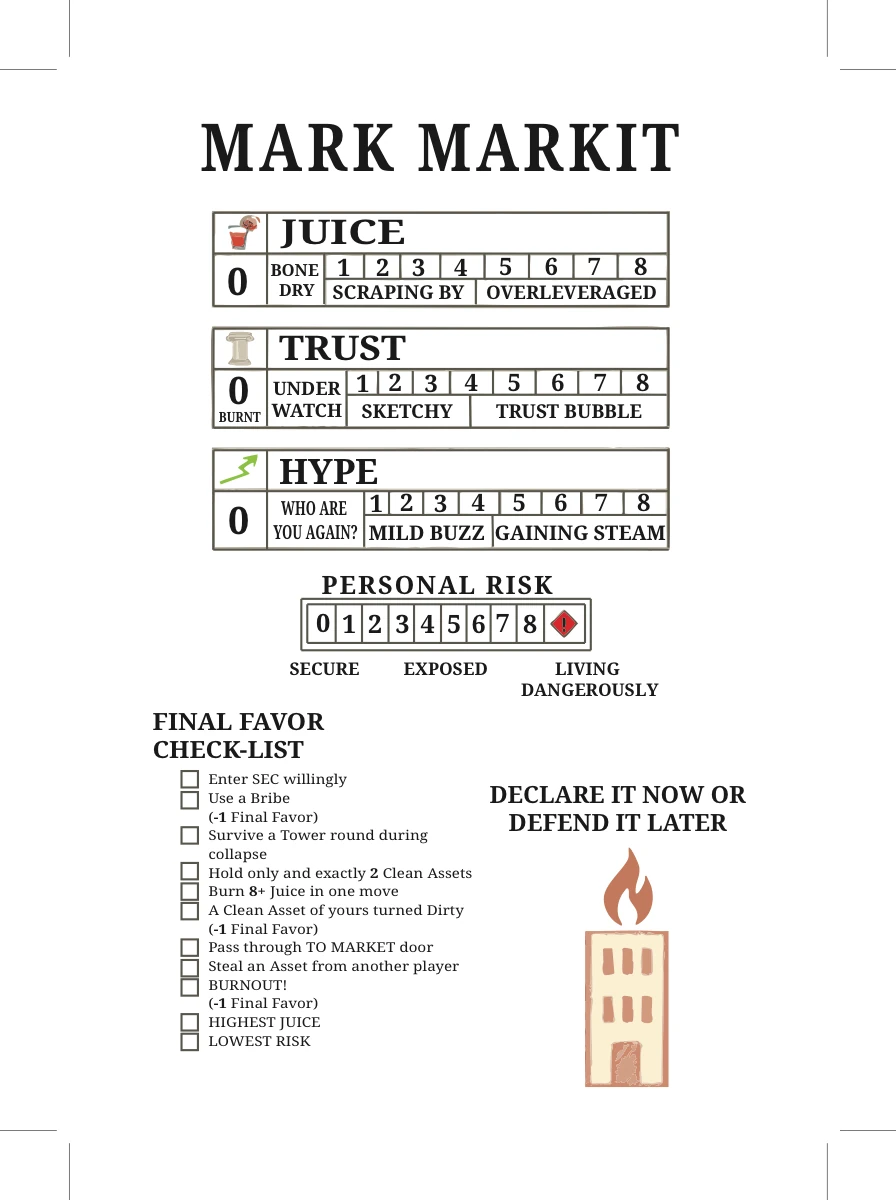 MARK MARKIT
JUICE
0 BONE DRY 1 2 3 4 5 6 7 8
SCRAPING BY OVERLEVERAGED
TRUST
0 BURNT UNDER WATCH 1 2 3 4 5 6 7 8
SKETCHY TRUST BUBBLE
HYPE
0 WHO ARE YOU AGAIN? 1 2 3 4 5 6 7 8
MILD BUZZ GAINING STEAM
PERSONAL RISK
0 1 2 3 4 5 6 7 8 !
SECURE EXPOSED LIVING
DANGEROUSLY
FINAL FAVOR
CHECK-LIST
Enter SEC willingly
Use a Bribe
(-1 Final Favor)
Survive a Tower round during
collapse
Hold only and exactly 2 Clean Assets
Burn 8+ Juice in one move
A Clean Asset of yours turned Dirty
(-1 Final Favor)
Pass through TO MARKET door
Steal an Asset from another player
BURNOUT!
(-1 Final Favor)
HIGHEST JUICE
LOWEST RISK
DECLARE IT NOW OR
DEFEND IT LATER